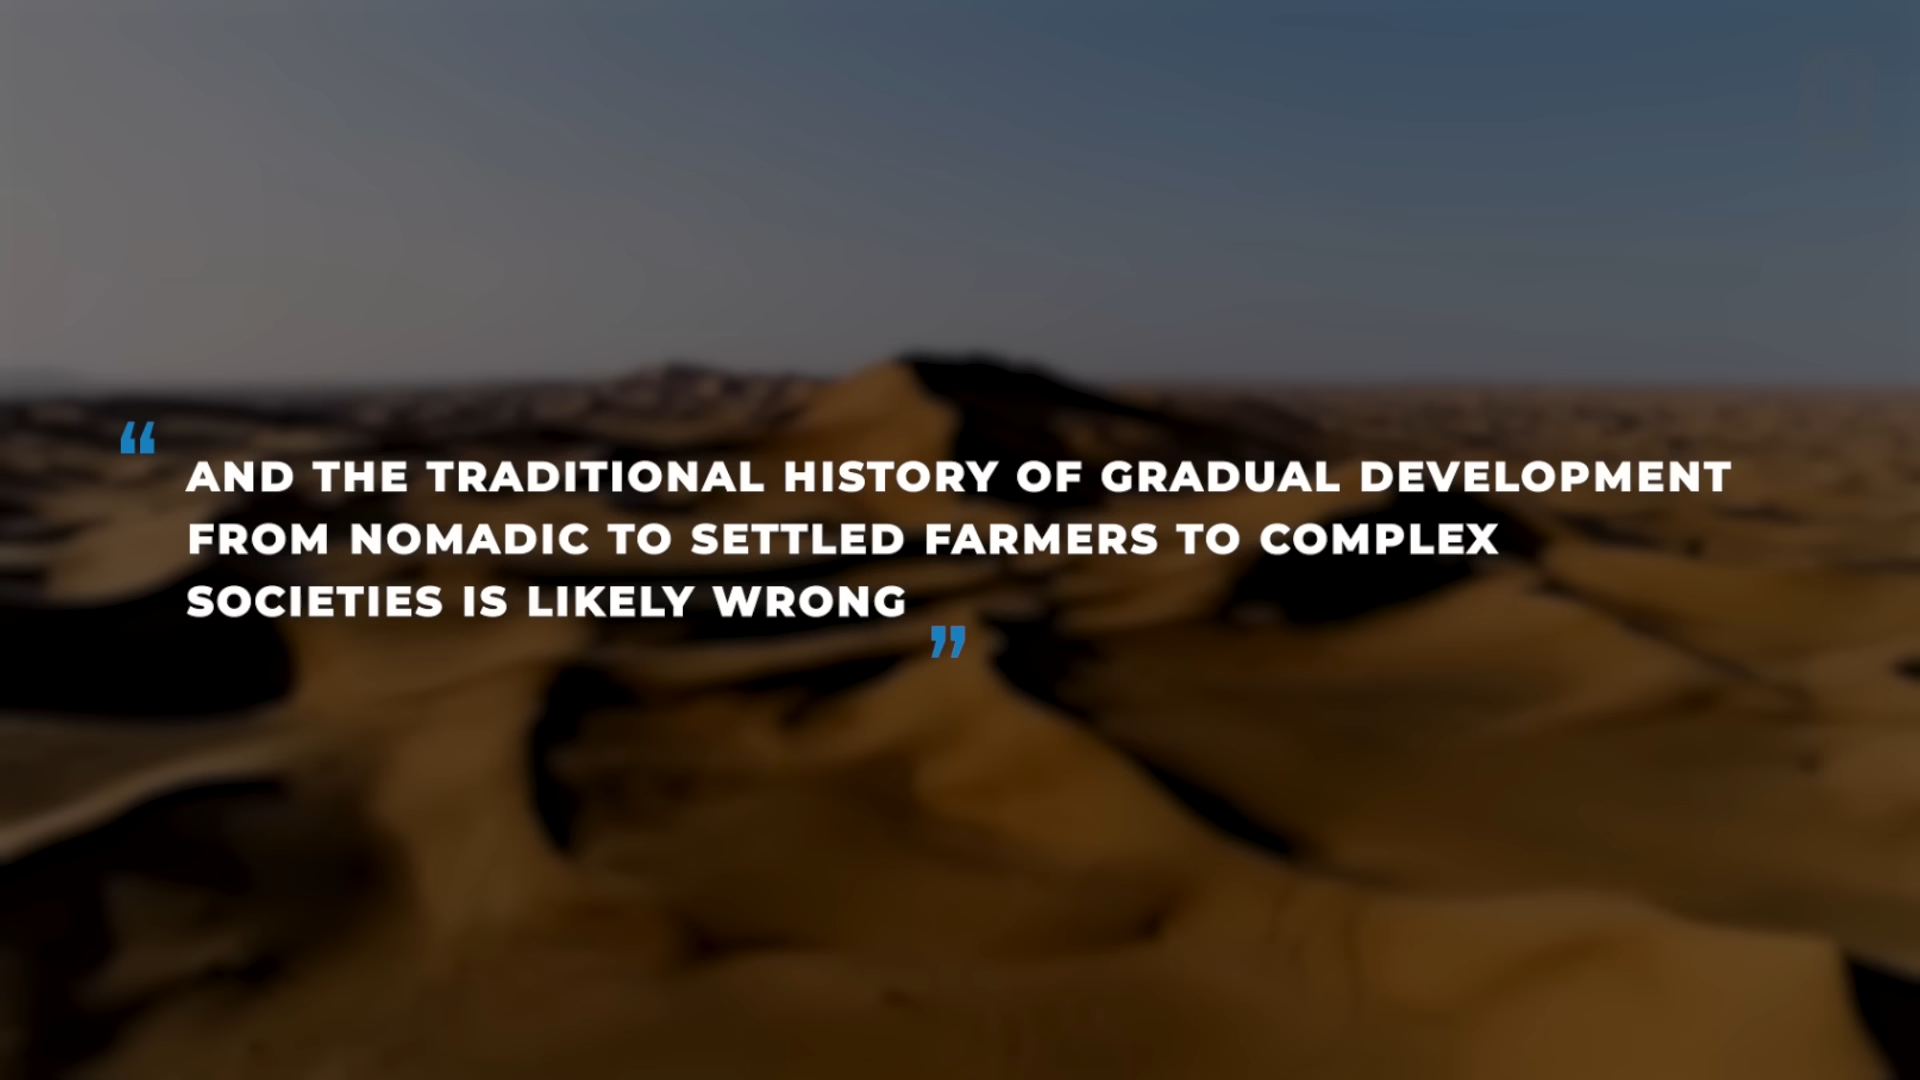 “AND THE TRADITIONAL HISTORY OF GRADUAL DEVELOPMENT
FROM NOMADIC TO SETTLED FARMERS TO COMPLEX
SOCIETIES IS LIKELY WRONG”